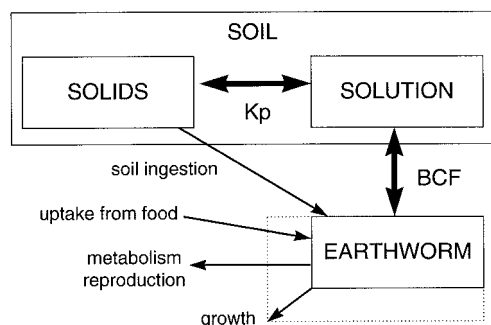 SOIL
SOLIDS
Kp
SOLUTION
soil ingestion
BCF
uptake from food
EARTHWORM
metabolism
reproduction
growth